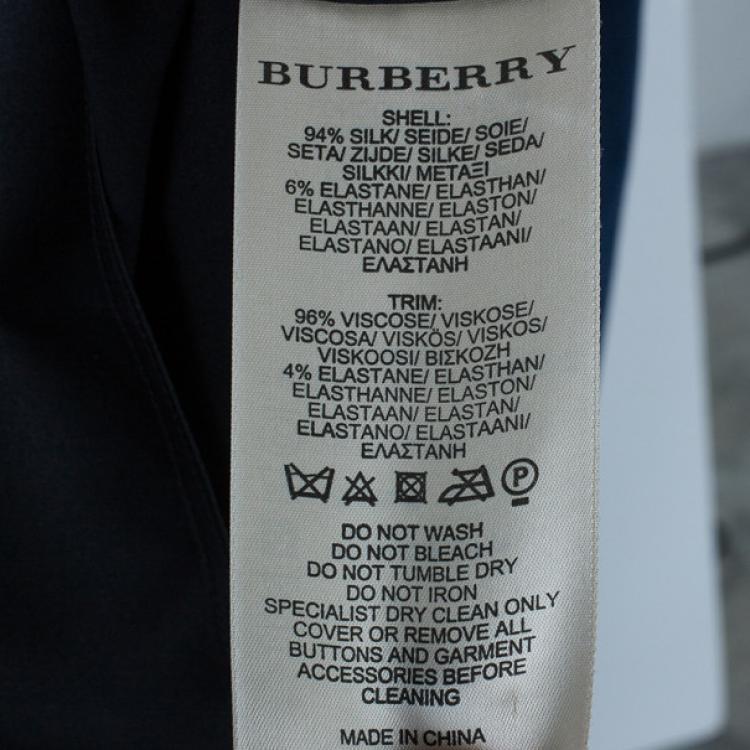 BURBERRY
SHELL:
94% SILK/ SEIDE/ SOIE/
SETA/ ZIJDE/ SILKE/ SEDA/
SILKKI/ ΜΕΤΑΞΙ
6% ELASTANE/ ELASTHAN/
ELASTHANNE/ ELASTON/
ELASTAAN/ ELASTAN/
ELASTANO/ ELASTAANI/
ΕΛΑΣΤΑΝΗ
TRIM:
96% VISCOSE/ VISKOSE/
VISCOSA/ VISKÖS/ VISKOS/
VISKOOSI/ ΒΙΣΚΟΖΗ
4% ELASTANE/ ELASTHAN/
ELASTHANNE/ ELASTON/
ELASTAAN/ ELASTAN/
ELASTANO/ ELASTAANI/
ΕΛΑΣΤΑΝΗ
P
DO NOT WASH
DO NOT BLEACH
DO NOT TUMBLE DRY
DO NOT IRON
SPECIALIST DRY CLEAN ONLY
COVER OR REMOVE ALL
BUTTONS AND GARMENT
ACCESSORIES BEFORE
CLEANING
MADE IN CHINA